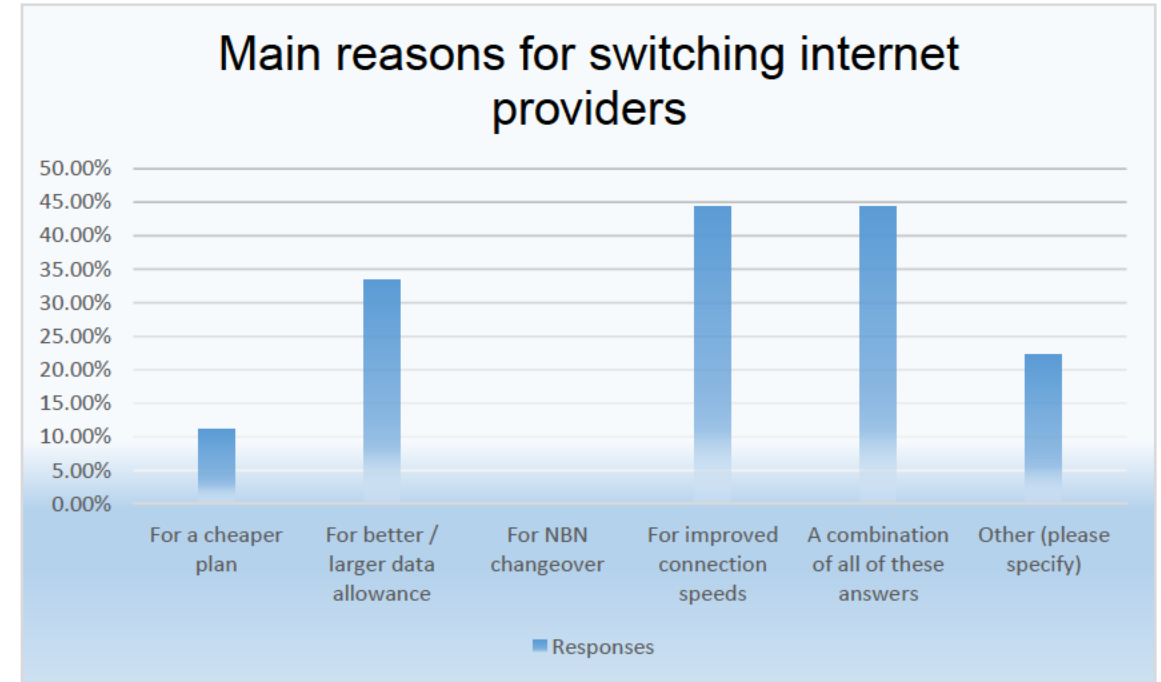 Main reasons for switching internet
providers
50.00%
45.00%
40.00%
35.00%
30.00%
25.00%
20.00%
15.00%
10.00%
5.00%
0.00%
For a cheaper
plan
For better /
larger data
allowance
For NBN
changeover
For improved
connection
speeds
A combination
of all of these
answers
Other (please
specify)
Responses